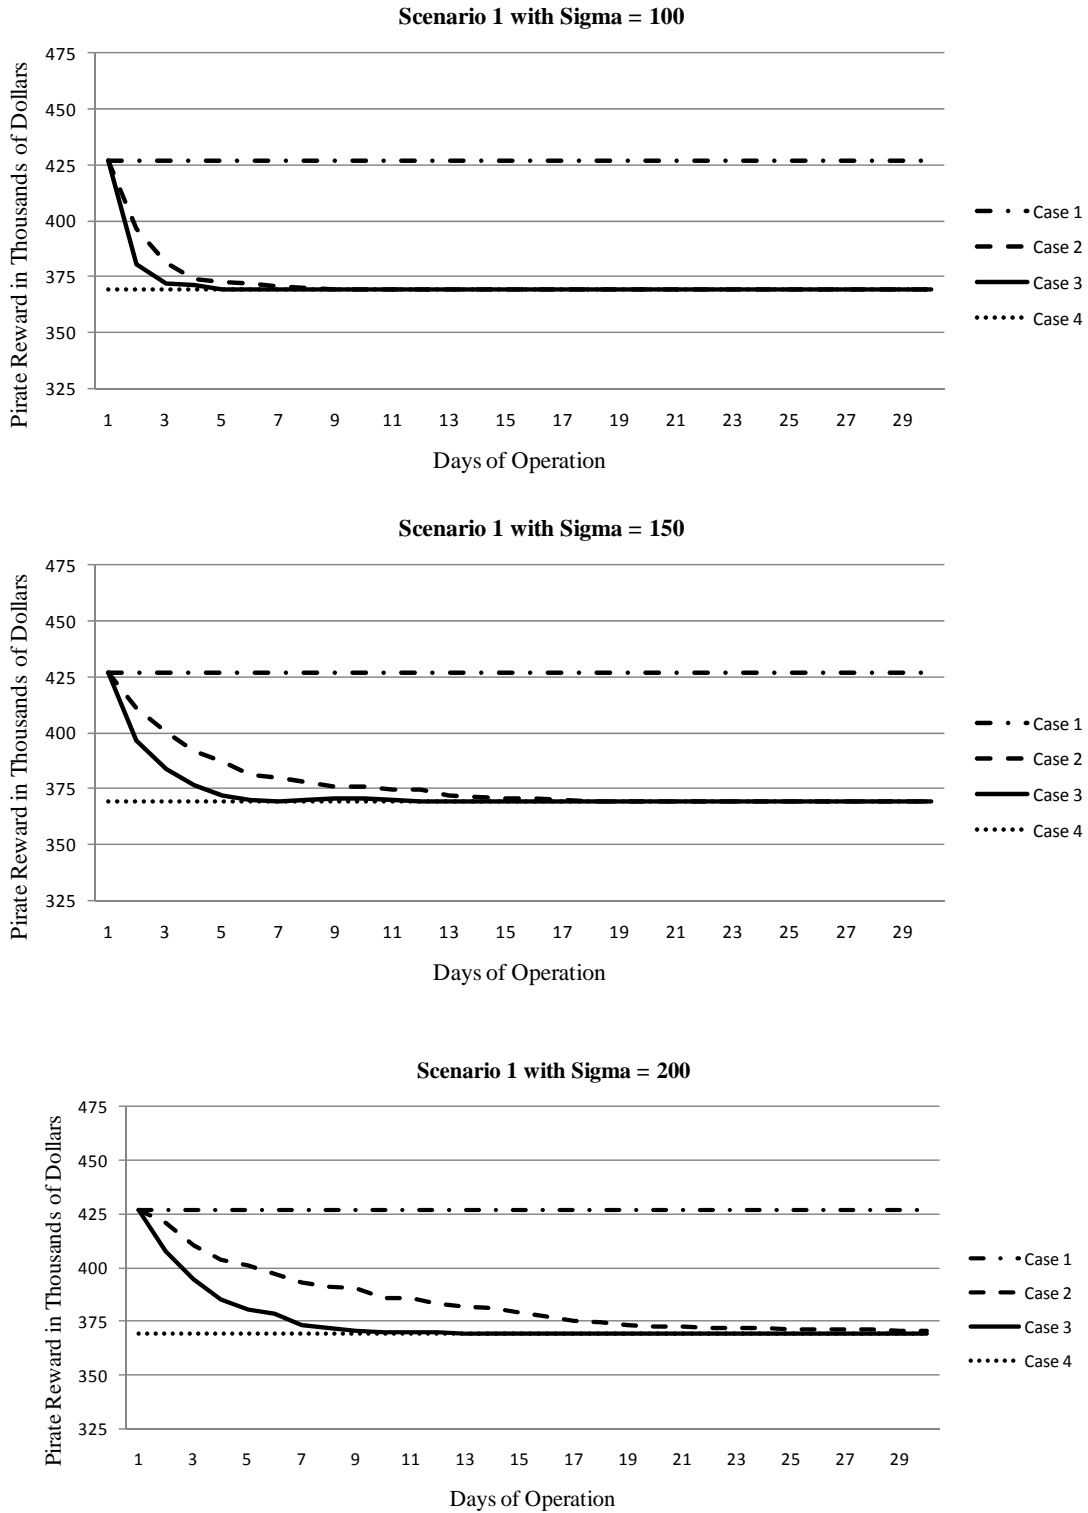 Scenario 1 with Sigma = 100
Pirate Reward in Thousands of Dollars
475
450
425
400
375
350
325
1 3 5 7 9 11 13 15 17 19 21 23 25 27 29
Days of Operation
Case 1
Case 2
Case 3
Case 4
Scenario 1 with Sigma = 150
Pirate Reward in Thousands of Dollars
475
450
425
400
375
350
325
1 3 5 7 9 11 13 15 17 19 21 23 25 27 29
Days of Operation
Case 1
Case 2
Case 3
Case 4
Scenario 1 with Sigma = 200
Pirate Reward in Thousands of Dollars
475
450
425
400
375
350
325
1 3 5 7 9 11 13 15 17 19 21 23 25 27 29
Days of Operation
Case 1
Case 2
Case 3
Case 4